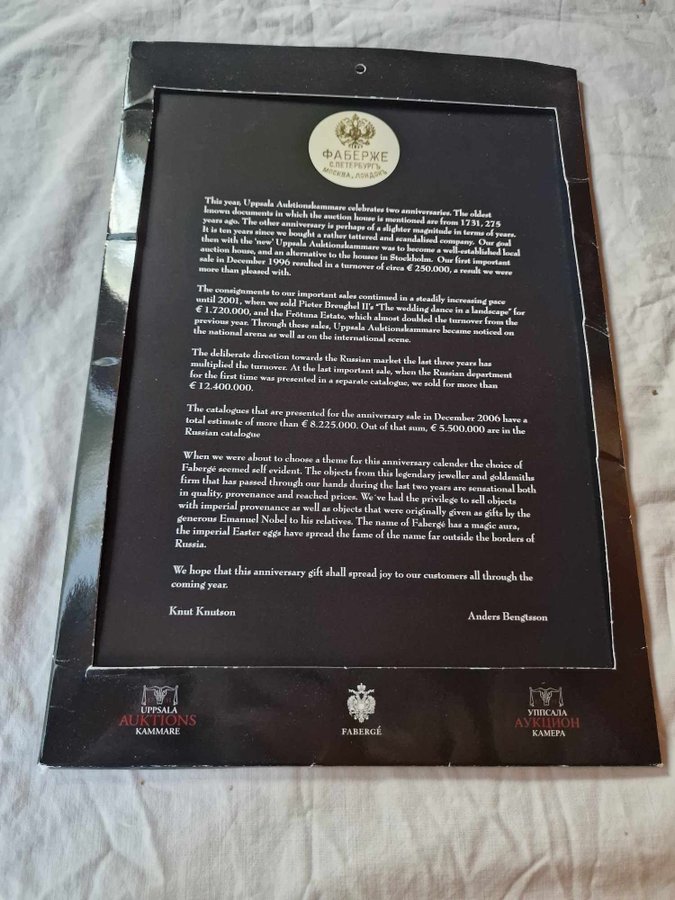 ФАБЕРЖЕ
С.ПЕТЕРБУРГЪ
МОСКВА, ЛОНДОНЪ
This year, Uppsala Auktionskammare celebrates two anniversaries. The oldest
known documents in which the auction house is mentioned are from 1731, 275
years ago. The other anniversary is perhaps of a slighter magnitude in terms of years.
It is ten years since we bought a rather tattered and scandalised company. Our goal
then with the 'new' Uppsala Auktionskammare was to become a well-established local
auction house, and an alternative to the houses in Stockholm. Our first important
sale in December 1996 resulted in a turnover of circa € 250.000, a result we were
more than pleased with.
The consignments to our important sales continued in a steadily increasing pace
until 2001, when we sold Pieter Breughel II's "The wedding dance in a landscape" for
€ 1.720.000, and the Frötuna Estate, which almost doubled the turnover from the
previous year. Through these sales, Uppsala Auktionskammare became noticed on
the national arena as well as on the international scene.
The deliberate direction towards the Russian market the last three years has
multiplied the turnover. At the last important sale, when the Russian department
for the first time was presented in a separate catalogue, we sold for more than
€ 12.400.000.
The catalogues that are presented for the anniversary sale in December 2006 have a
total estimate of more than € 8.225.000. Out of that sum, € 5.500.000 are in the
Russian catalogue
When we were about to choose a theme for this anniversary calender the choice of
Fabergé seemed self evident. The objects from this legendary jeweller and goldsmiths
firm that has passed through our hands during the last two years are sensational both
in quality, provenance and reached prices. We´ve had the privilege to sell objects
with imperial provenance as well as objects that were originally given as gifts by the
generous Emanuel Nobel to his relatives. The name of Fabergé has a magic aura,
the imperial Easter eggs have spread the fame of the name far outside the borders of
Russia.
We hope that this anniversary gift shall spread joy to our customers all through the
coming year.
Knut Knutson Anders Bengtsson
UPPSALA
AUKTIONS
KAMMARE
FABERGÉ
УППСАЛА
АУКЦИОН
КАМЕРА